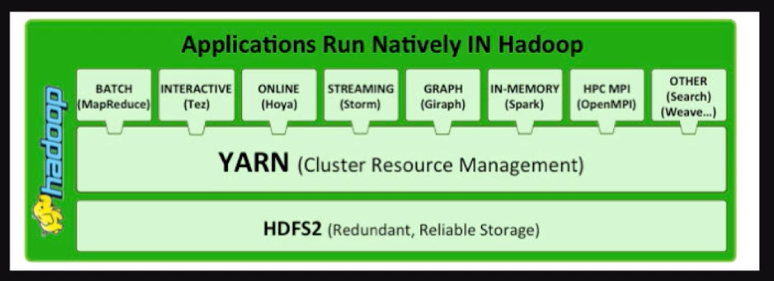 Applications Run Natively IN Hadoop
BATCH
(MapReduce)
INTERACTIVE
(Tez)
ONLINE
(Hoya)
STREAMING
(Storm)
GRAPH
(Giraph)
IN-MEMORY
(Spark)
HPC MPI
(OpenMPI)
OTHER
(Search)
(Weave...)
hadoop
YARN (Cluster Resource Management)
HDFS2 (Redundant, Reliable Storage)